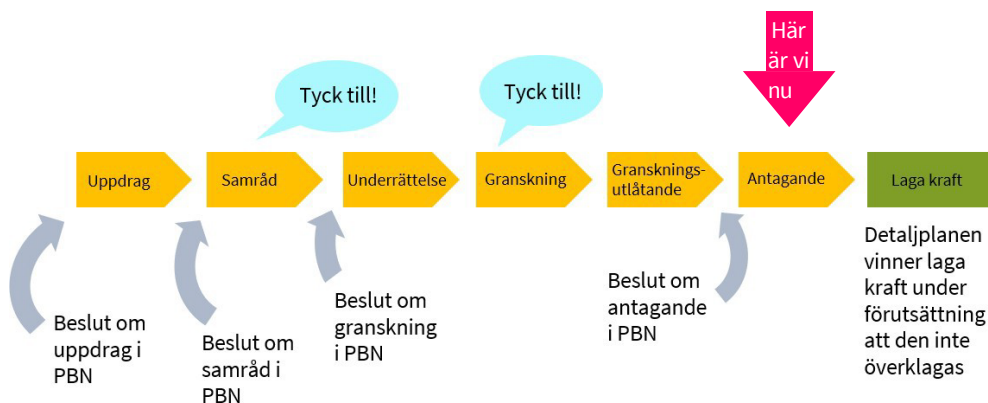 Här
är vi
nu
Tyck till!
Tyck till!
Uppdrag
Samråd
Underrättelse
Granskning
Gransknings-
utlåtande
Antagande
Laga kraft
Beslut om
uppdrag i
PBN
Beslut om
samråd i
PBN
Beslut om
granskning
i PBN
Beslut om
antagande
i PBN
Detaljplanen
vinner laga
kraft under
förutsättning
att den inte
överklagas